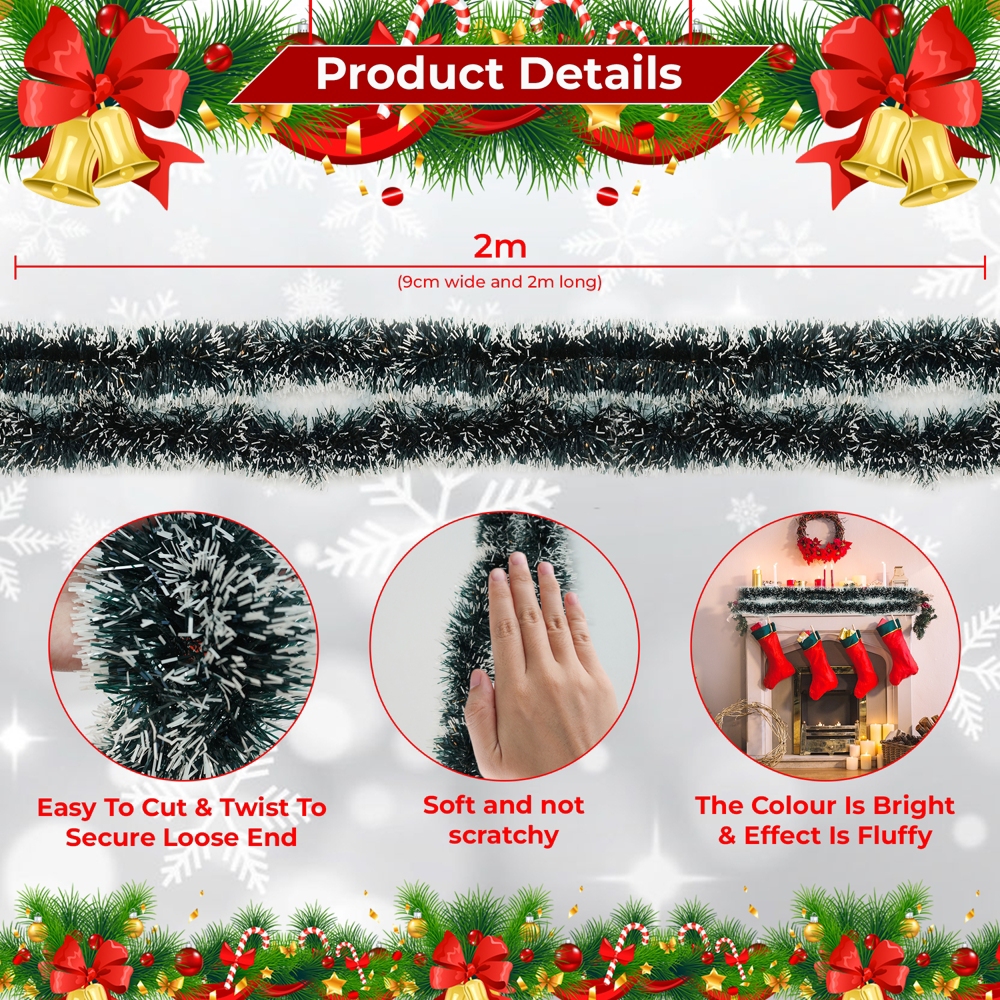 Product Details
2m
(9cm wide and 2m long)
Easy To Cut & Twist To
Secure Loose End
Soft and not
scratchy
The Colour Is Bright
& Effect Is Fluffy